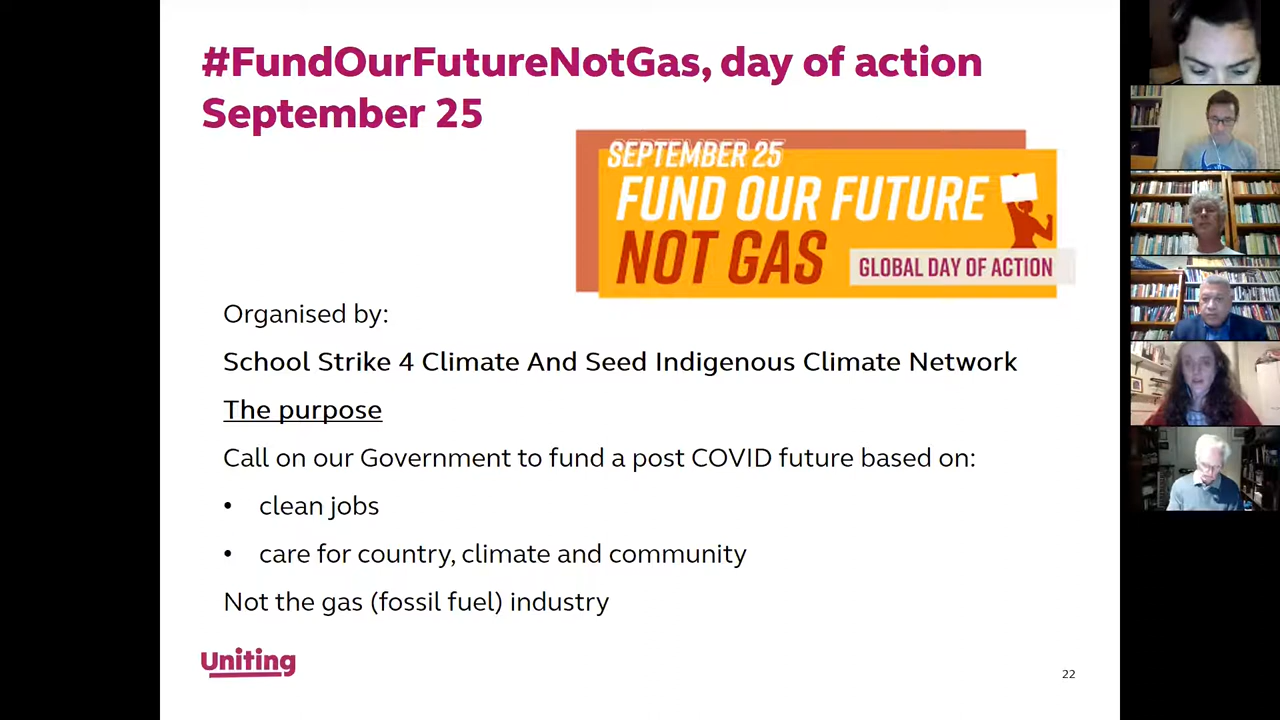 #FundOurFutureNotGas, day of action
September 25
SEPTEMBER 25
FUND OUR FUTURE
NOT GAS
GLOBAL DAY OF ACTION
Organised by:
School Strike 4 Climate And Seed Indigenous Climate Network
The purpose
Call on our Government to fund a post COVID future based on:
• clean jobs
• care for country, climate and community
Not the gas (fossil fuel) industry
Uniting
22